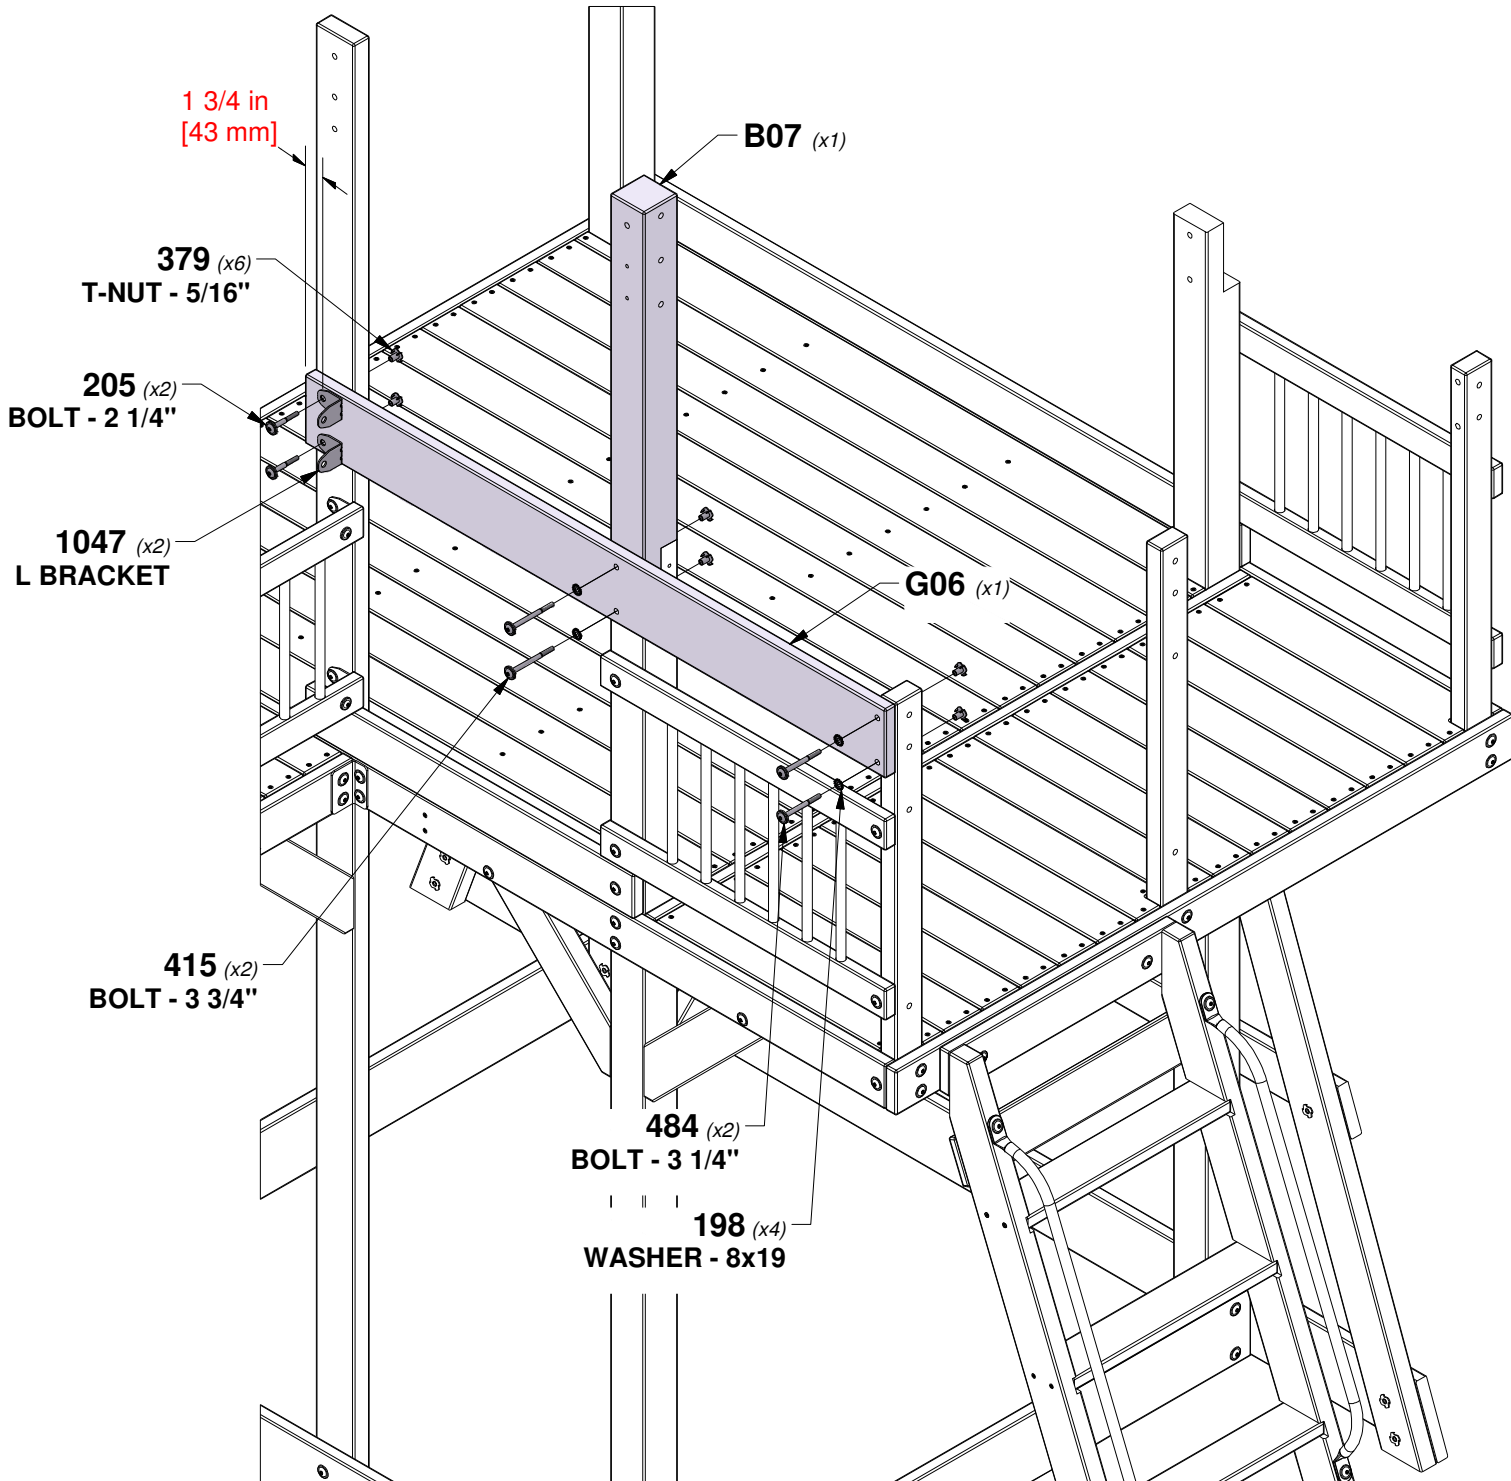 1 3/4 in
[43 mm]
B07 (x1)
379 (x6)
T-NUT - 5/16"
205 (x2)
BOLT - 2 1/4"
1047 (x2)
L BRACKET
G06 (x1)
415 (x2)
BOLT - 3 3/4"
484 (x2)
BOLT - 3 1/4"
198 (x4)
WASHER - 8x19